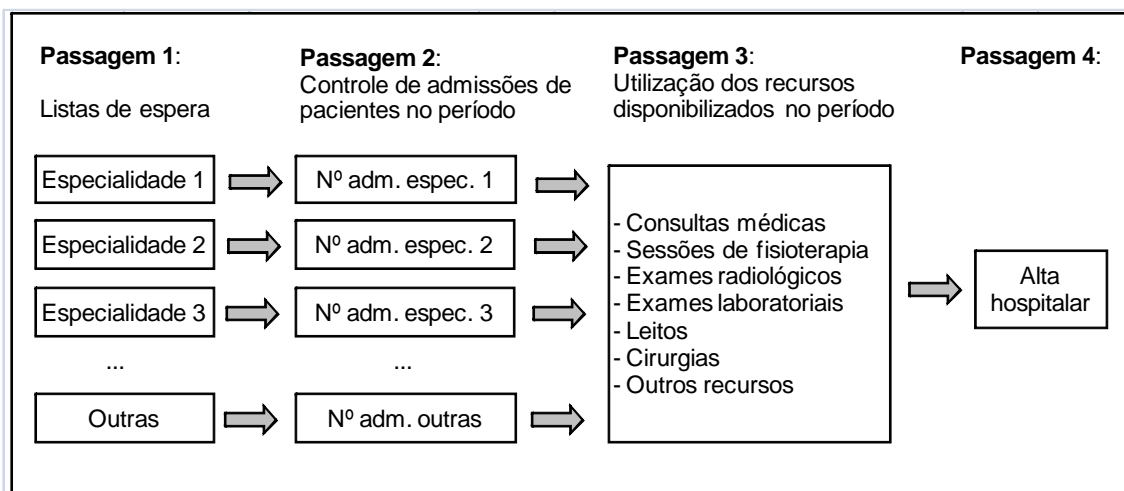 Passagem 1:
Listas de espera
Especialidade 1
Especialidade 2
Especialidade 3
...
Outras
Passagem 2:
Controle de admissões de
pacientes no período
Nº adm. espec. 1
Nº adm. espec. 2
Nº adm. espec. 3
...
Nº adm. outras
Passagem 3:
Utilização dos recursos
disponibilizados no período
- Consultas médicas
- Sessões de fisioterapia
- Exames radiológicos
- Exames laboratoriais
- Leitos
- Cirurgias
- Outros recursos
Passagem 4:
Alta
hospitalar